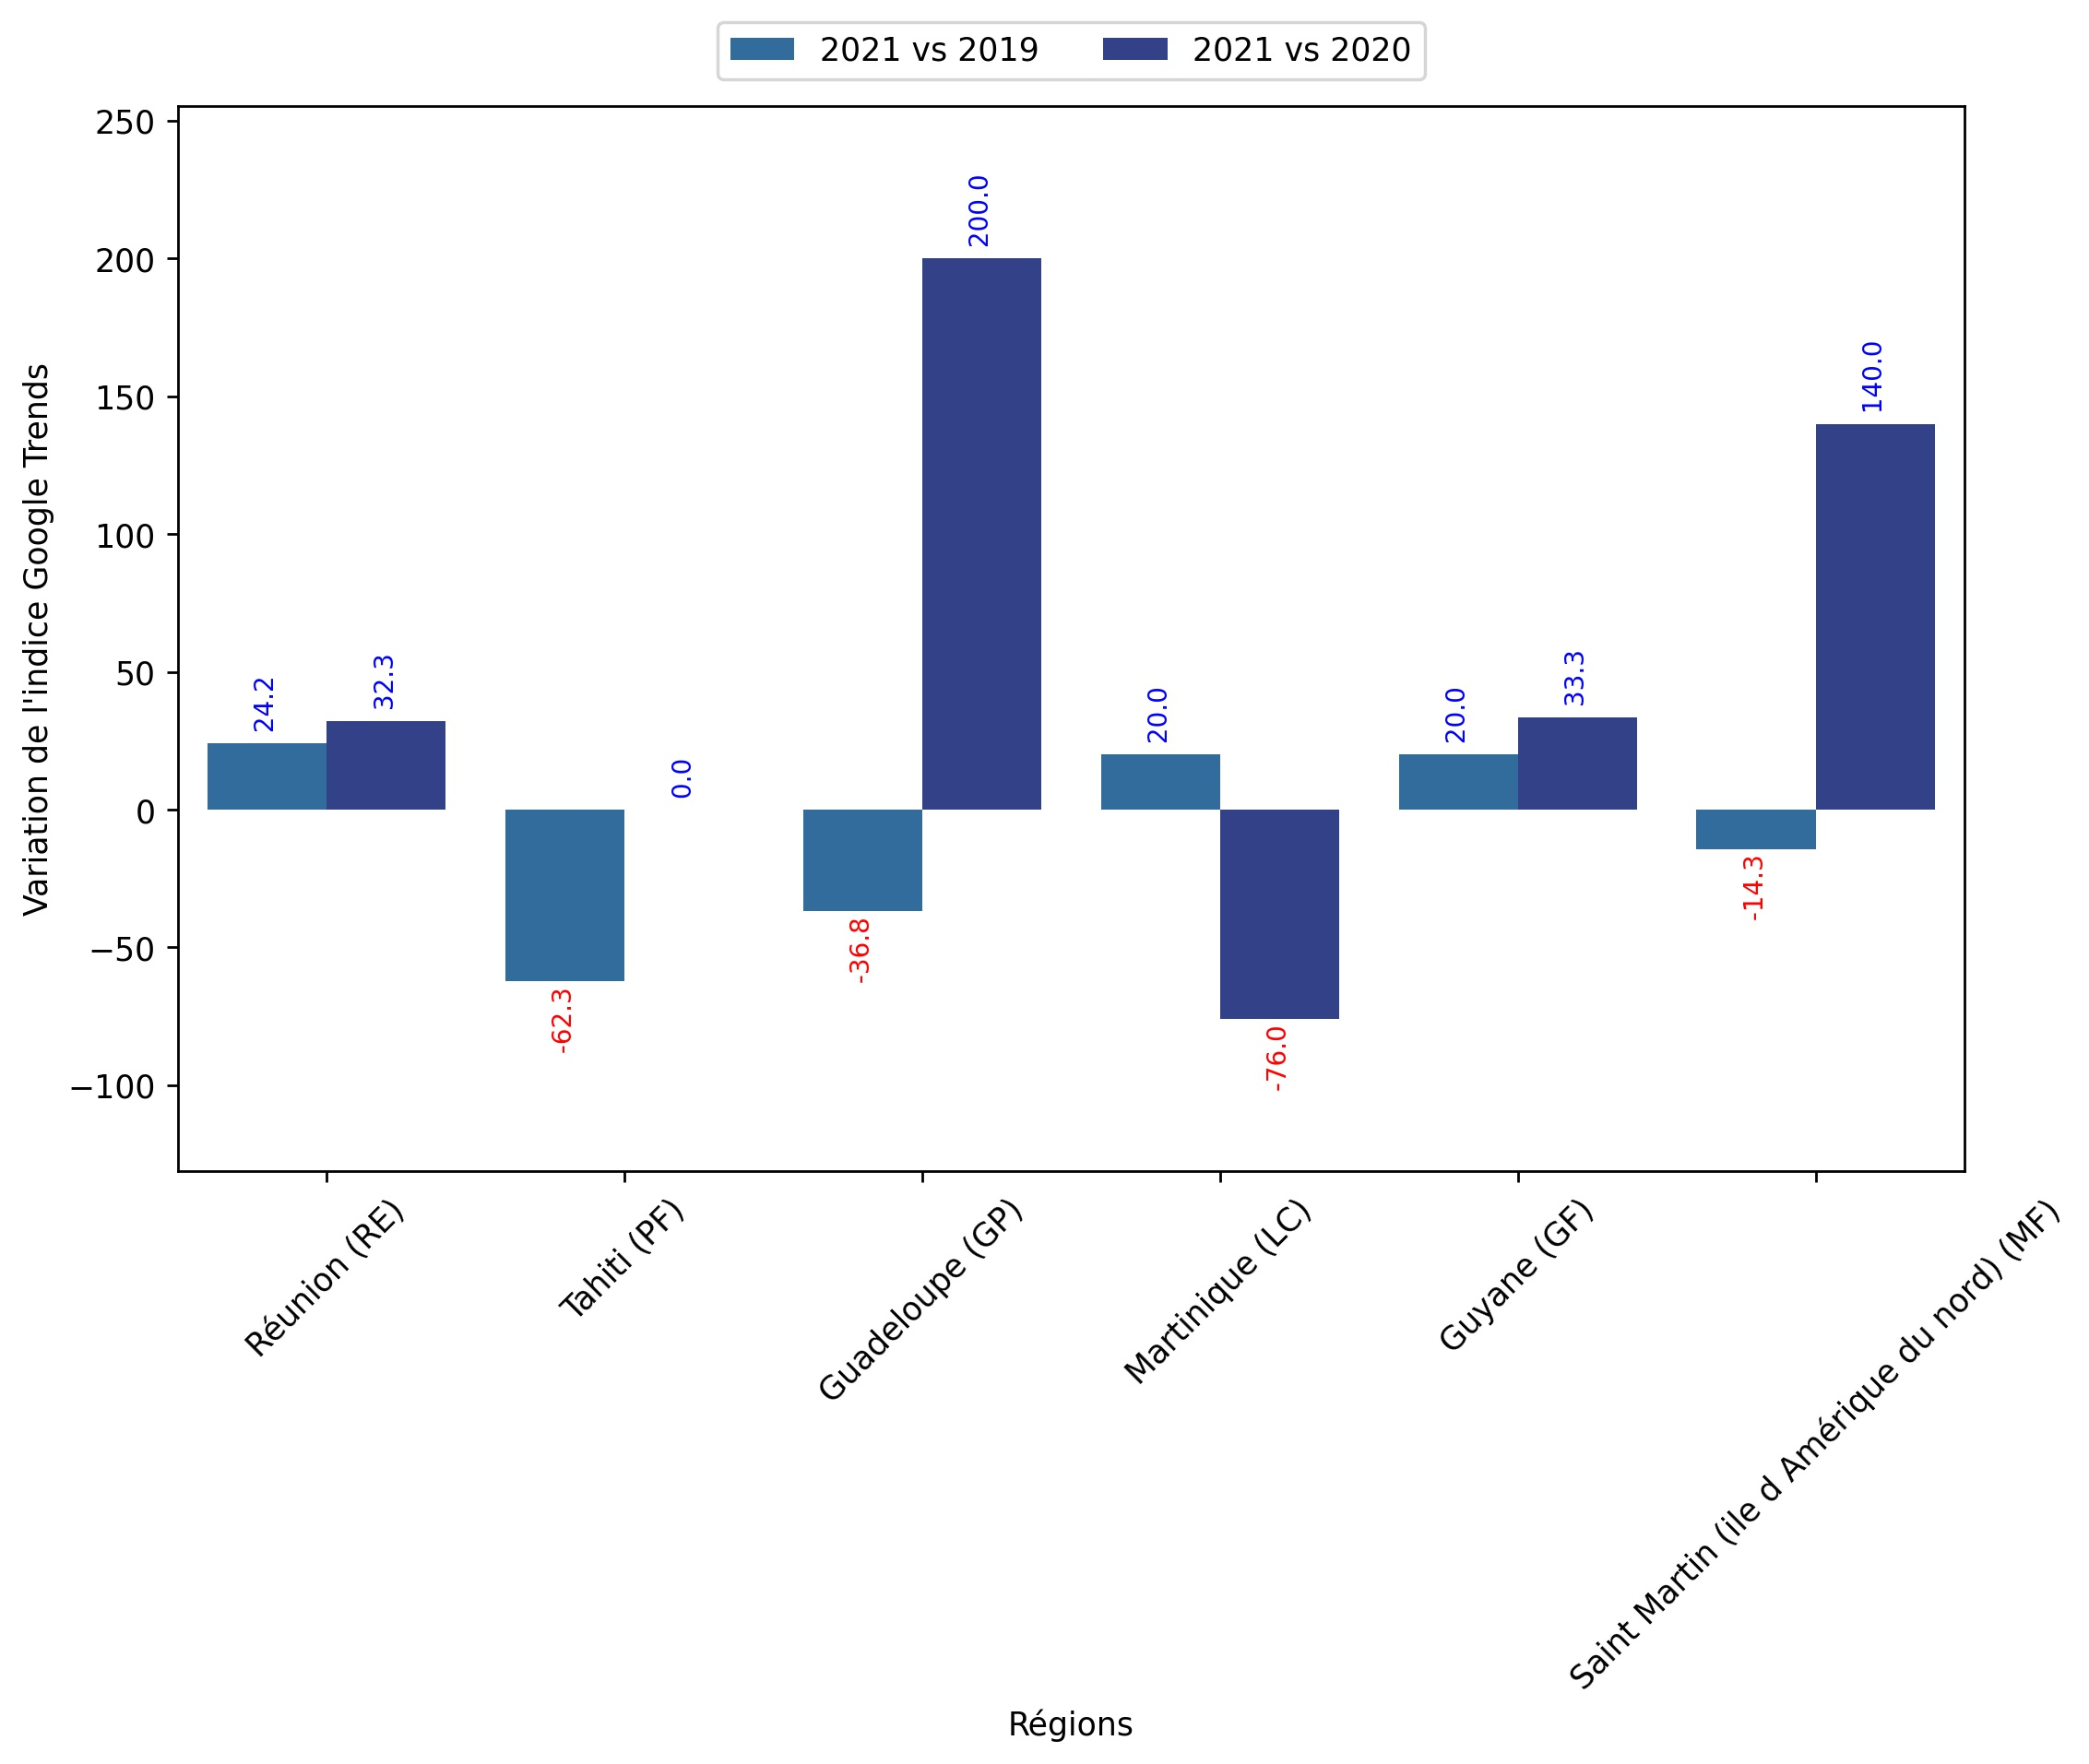 2021 vs 2019
2021 vs 2020
Variation de l'indice Google Trends
250
200
150
100
50
0
−50
−100
24.2
32.3
-62.3
0.0
-36.8
200.0
20.0
-76.0
20.0
33.3
-14.3
140.0
Réunion (RE)
Tahiti (PF)
Guadeloupe (GP)
Martinique (LC)
Guyane (GF)
Saint Martin (ile d Amérique du nord) (MF)
Régions